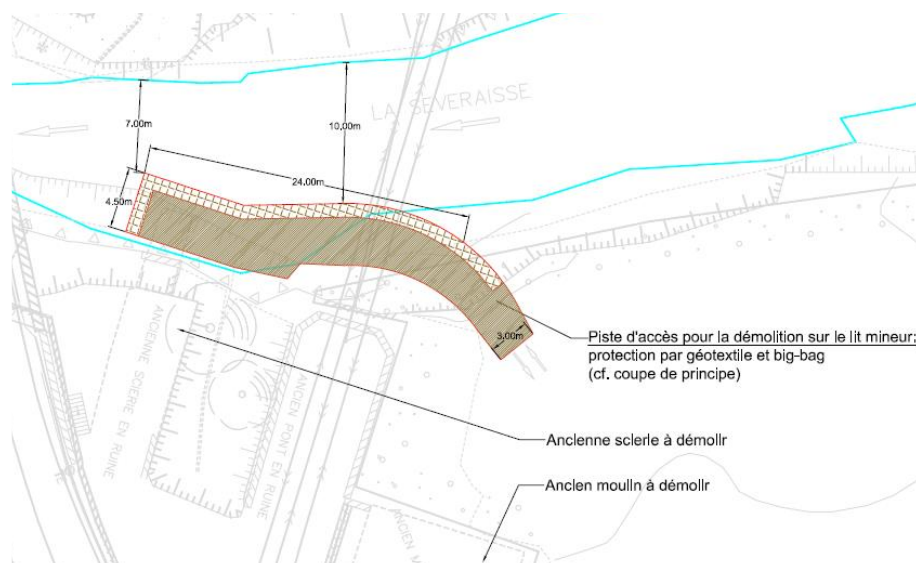 LA SÉVERAISSE
7.00m
10,00m
24.00m
4.50m
3,00m
Piste d'accès pour la démolition sur le lit mineur;
protection par géotextile et big-bag
(cf. coupe de principe)
ANCIENNE SCIERIE EN RUINE
ANCIEN PONT EN RUINE
Ancienne scierie à démolir
Ancien moulin à démolir
ANCIEN M